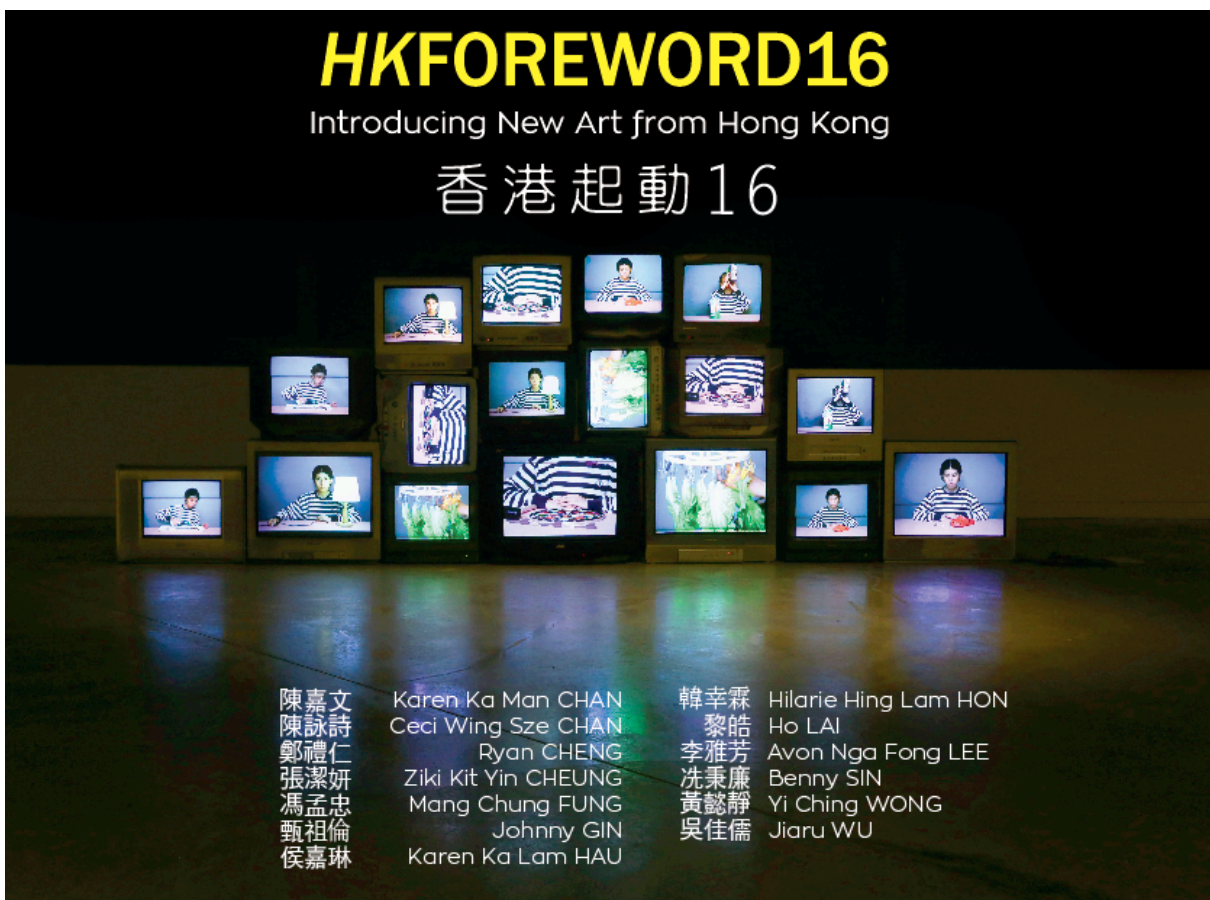 HKFOREWORD16
Introducing New Art from Hong Kong
香港起動16
陳嘉文 Karen Ka Man CHAN
陳詠詩 Ceci Wing Sze CHAN
鄭禮仁 Ryan CHENG
張潔妍 Ziki Kit Yin CHEUNG
馮孟忠 Mang Chung FUNG
甄祖倫 Johnny GIN
侯嘉琳 Karen Ka Lam HAU
韓幸霖 Hilarie Hing Lam HON
黎皓 Ho LAI
李雅芳 Avon Nga Fong LEE
冼秉廉 Benny SIN
黃懿靜 Yi Ching WONG
吳佳儒 Jiaru WU